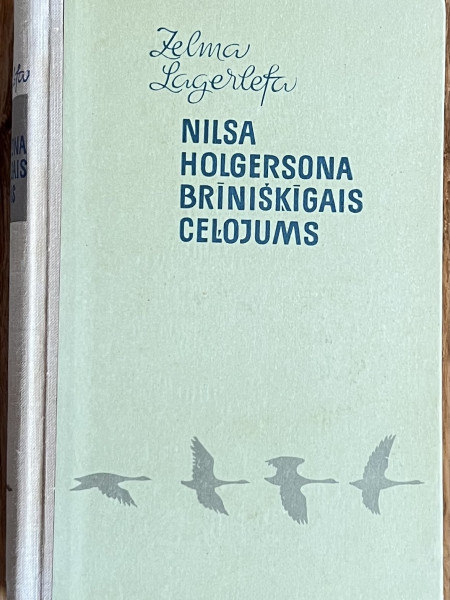 Zelma
Lagerlefa
NILSA
HOLGERSONA
BRĪNIŠĶĪGAIS
CEĻOJUMS